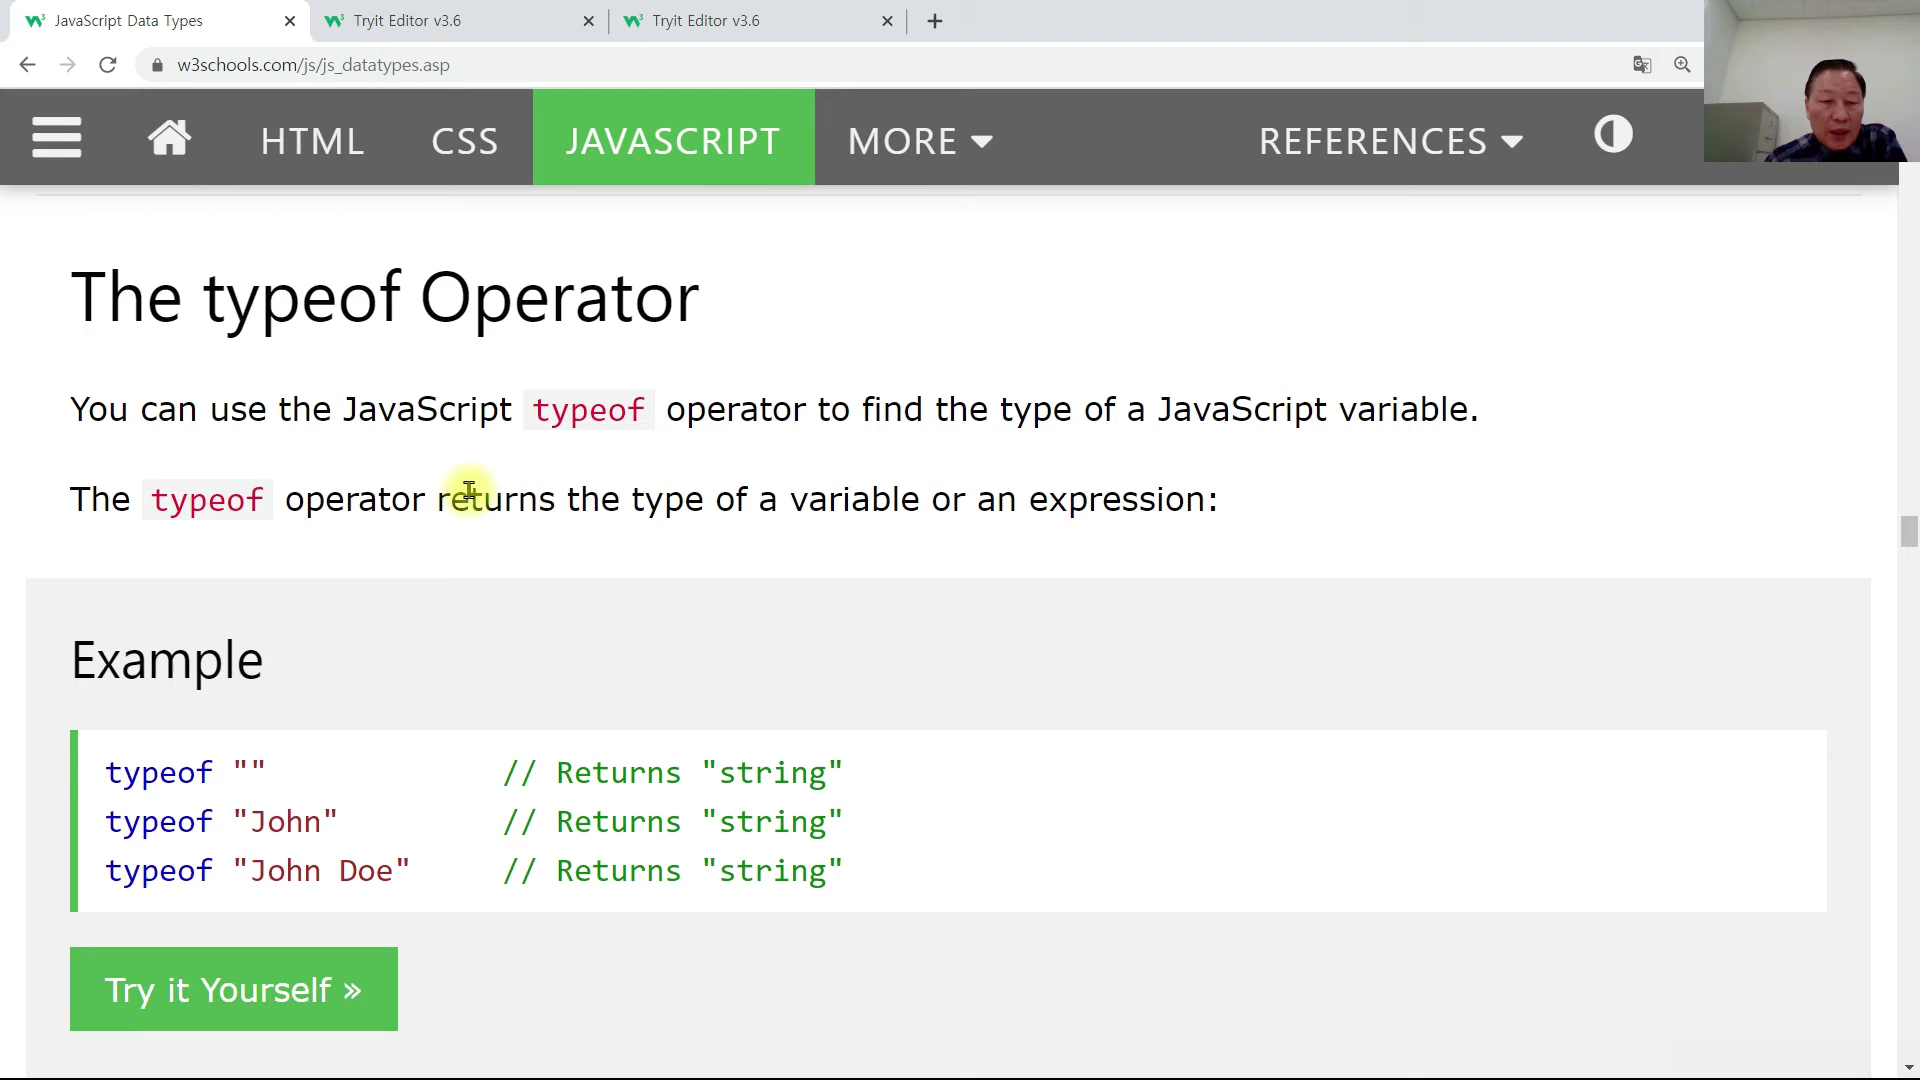 JavaScript Data Types
Tryit Editor v3.6
Tryit Editor v3.6
w3schools.com/js/js_datatypes.asp
HTML CSS JAVASCRIPT MORE REFERENCES
The typeof Operator
You can use the JavaScript typeof operator to find the type of a JavaScript variable.
The typeof operator returns the type of a variable or an expression:
Example
typeof "" // Returns "string"
typeof "John" // Returns "string"
typeof "John Doe" // Returns "string"
Try it Yourself »